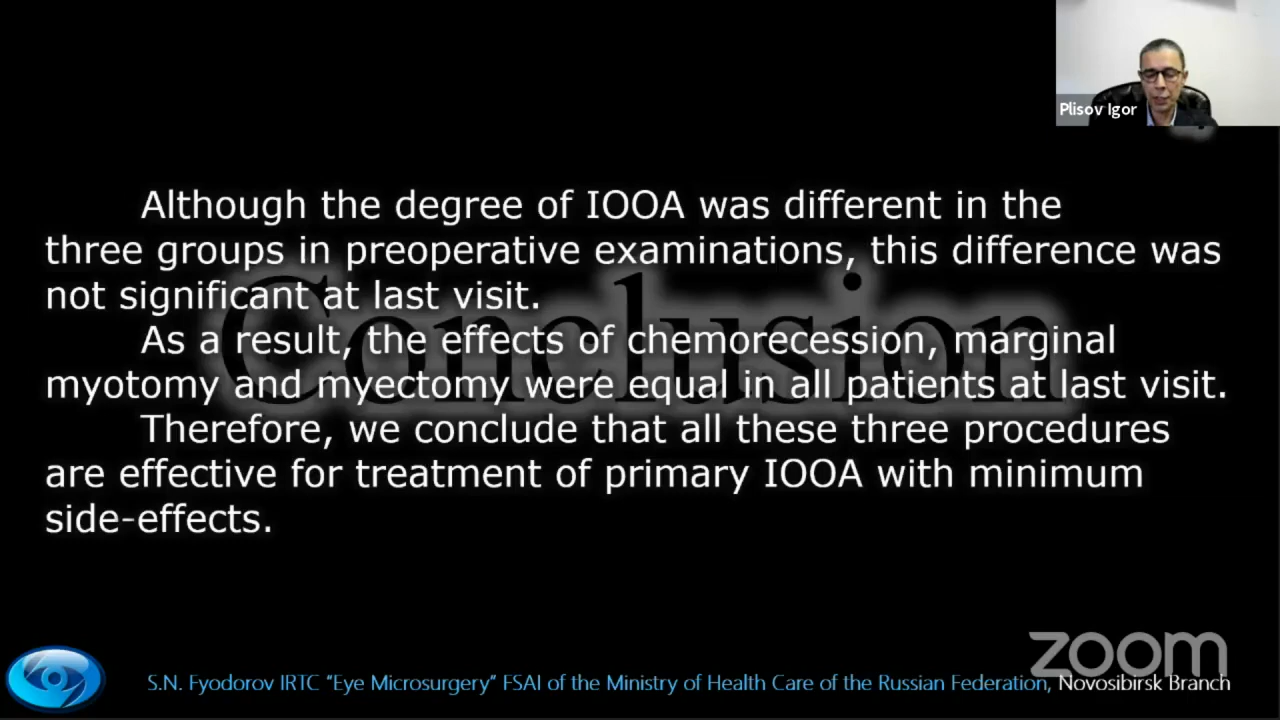 Plisov Igor
Conclusion
Although the degree of IOOA was different in the
three groups in preoperative examinations, this difference was
not significant at last visit.
As a result, the effects of chemorecession, marginal
myotomy and myectomy were equal in all patients at last visit.
Therefore, we conclude that all these three procedures
are effective for treatment of primary IOOA with minimum
side-effects.
zoom
S.N. Fyodorov IRTC “Eye Microsurgery” FSAI of the Ministry of Health Care of the Russian Federation, Novosibirsk Branch